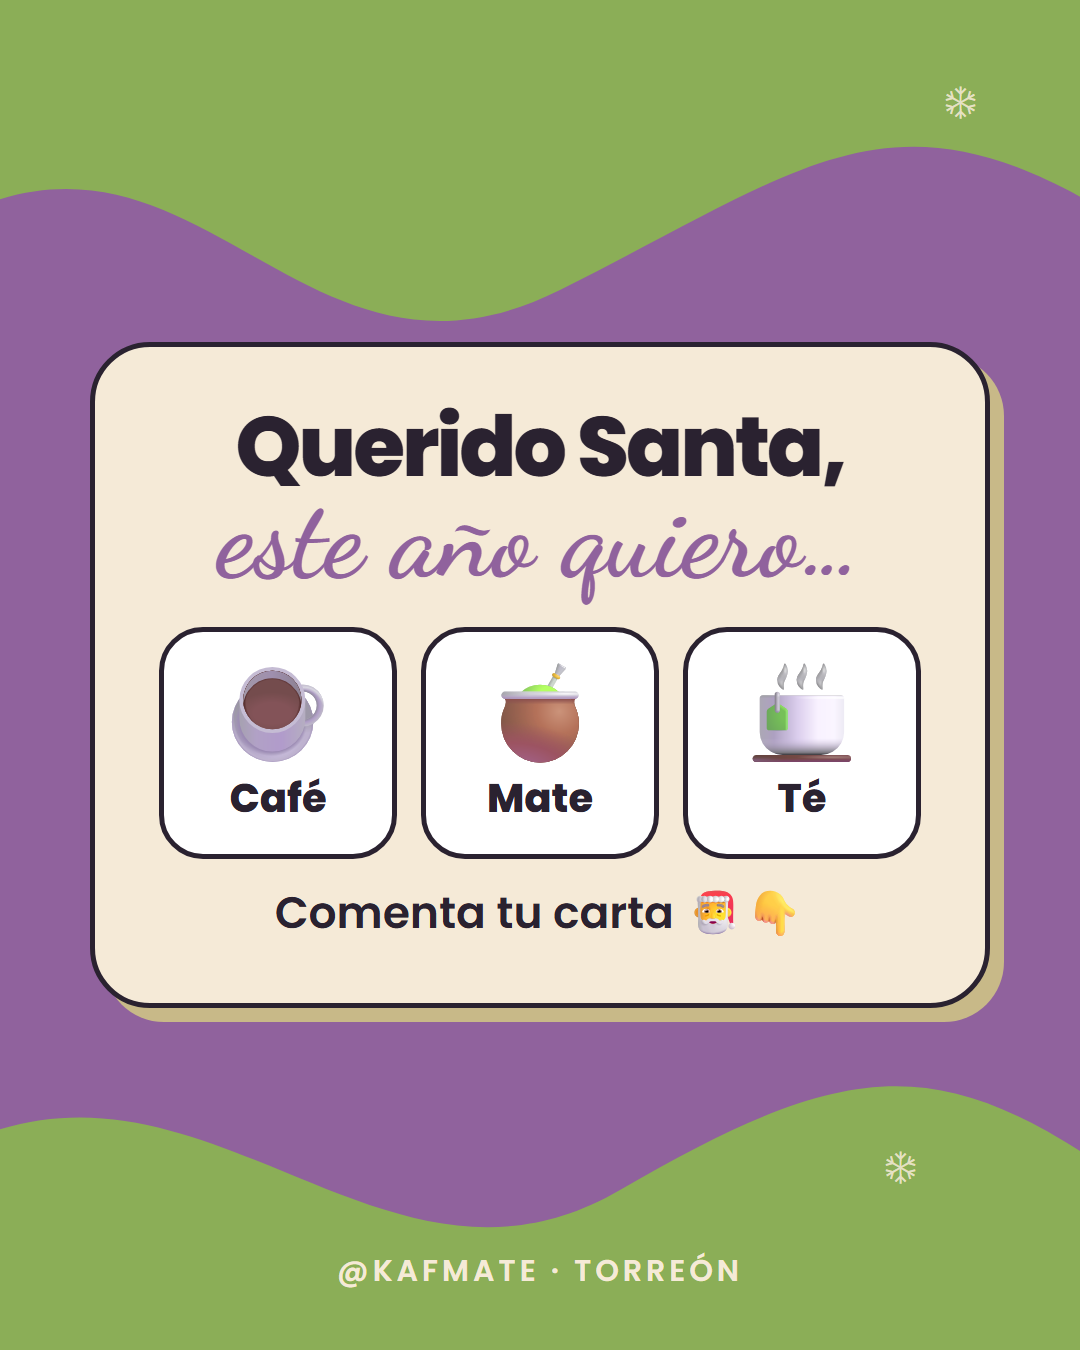 Querido Santa,
este año quiero...
Café
Mate
Té
Comenta tu carta 🎅 👇
@KAFMATE · TORREÓN